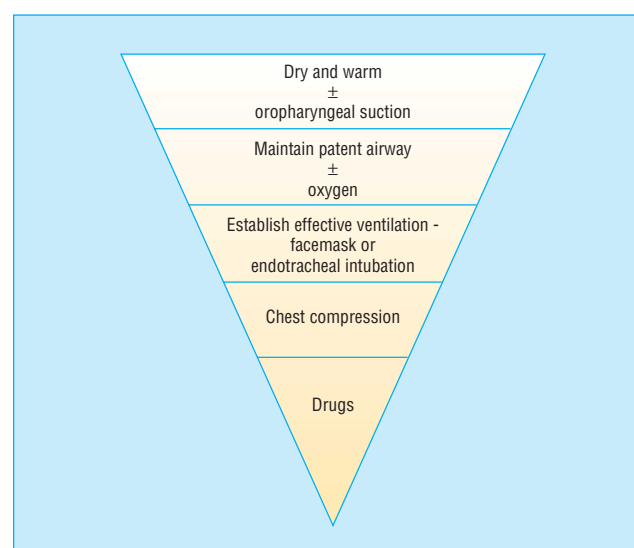 Dry and warm
±
oropharyngeal suction
Maintain patent airway
±
oxygen
Establish effective ventilation -
facemask or
endotracheal intubation
Chest compression
Drugs